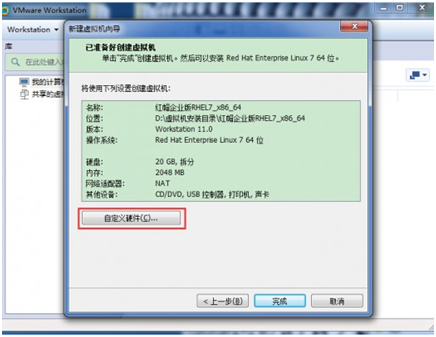 VMware Workstation
Workstation
新建虚拟机向导
库
已准备好创建虚拟机
单击"完成"创建虚拟机。然后可以安装 Red Hat Enterprise Linux 7 64 位。
在此处键入
我的计算机
共享的虚
将使用下列设置创建虚拟机:
名称: 红帽企业版RHEL7_x86_64
位置: D:\虚拟机安装目录\红帽企业版RHEL7_x86_64
版本: Workstation 11.0
操作系统: Red Hat Enterprise Linux 7 64 位
硬盘: 20 GB, 拆分
内存: 2048 MB
网络适配器: NAT
其他设备: CD/DVD, USB 控制器, 打印机, 声卡
自定义硬件(C)...
< 上一步(B)
完成
取消